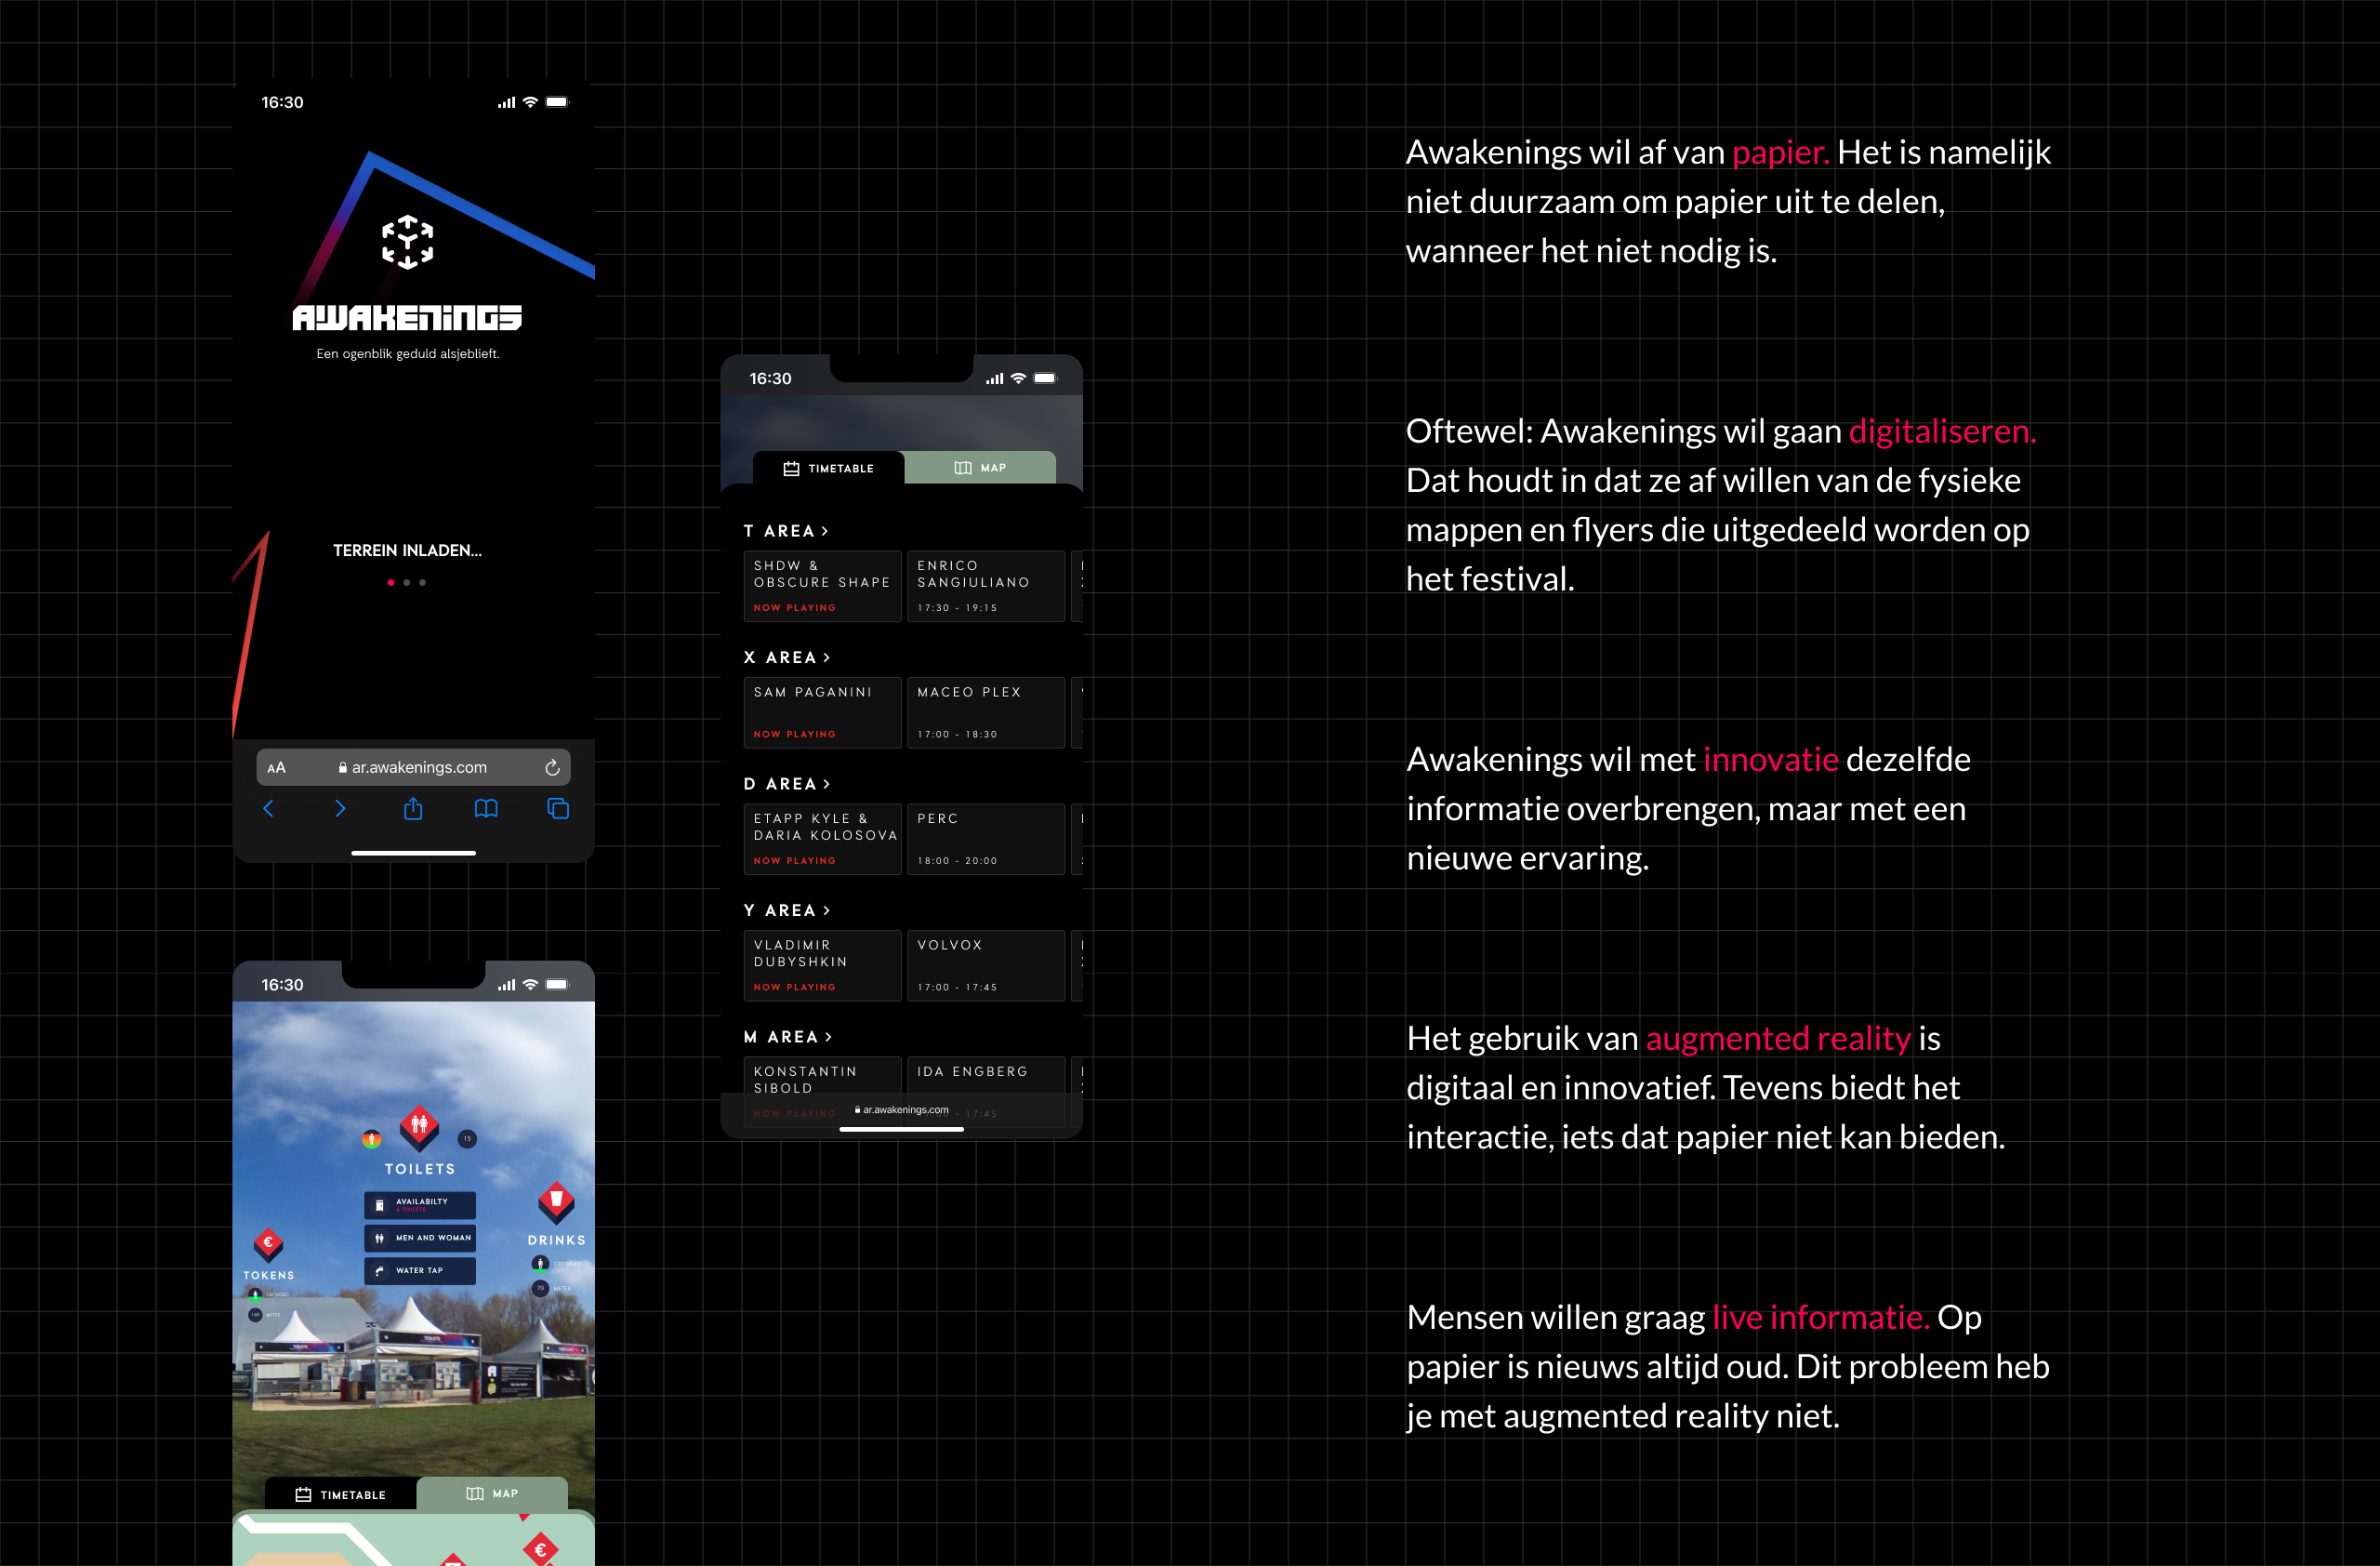 16:30
AWAKENINGS
Een ogenblik geduld alsjeblieft.
TERREIN INLADEN...
AA
ar.awakenings.com
16:30
TOILETS
15
AVAILABILTY
6 TOILETS
MEN AND WOMAN
WATER TAP
DRINKS
CROWDED
70
METER
€
TOKENS
CROWDED
METER
TOILETS
TIMETABLE
MAP
€
16:30
TIMETABLE
MAP
T AREA >
SHDW &
OBSCURE SHAPE
NOW PLAYING
ENRICO
SANGIULIANO
17:30 - 19:15
X AREA >
SAM PAGANINI
NOW PLAYING
MACEO PLEX
17:00 - 18:30
D AREA >
ETAPP KYLE &
DARIA KOLOSOVA
NOW PLAYING
PERC
18:00 - 20:00
Y AREA >
VLADIMIR
DUBYSHKIN
NOW PLAYING
VOLVOX
17:00 - 17:45
M AREA >
KONSTANTIN
SIBOLD
NOW PLAYING
IDA ENGBERG
- 17:45
ar.awakenings.com
Awakenings wil af van papier. Het is namelijk
niet duurzaam om papier uit te delen,
wanneer het niet nodig is.
Oftewel: Awakenings wil gaan digitaliseren.
Dat houdt in dat ze af willen van de fysieke
mappen en flyers die uitgedeeld worden op
het festival.
Awakenings wil met innovatie dezelfde
informatie overbrengen, maar met een
nieuwe ervaring.
Het gebruik van augmented reality is
digitaal en innovatief. Tevens biedt het
interactie, iets dat papier niet kan bieden.
Mensen willen graag live informatie. Op
papier is nieuws altijd oud. Dit probleem heb
je met augmented reality niet.